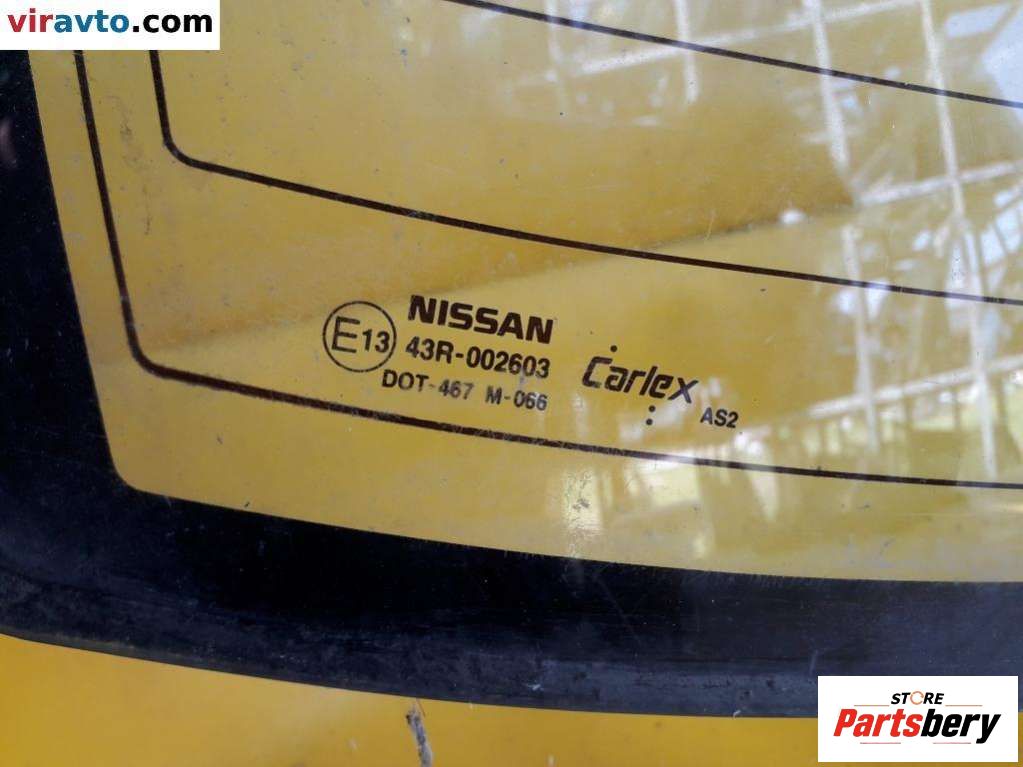 viravto.com
NISSAN
E13 43R-002603
DOT-467 M-066
Carlex
AS2
STORE
Partsbery